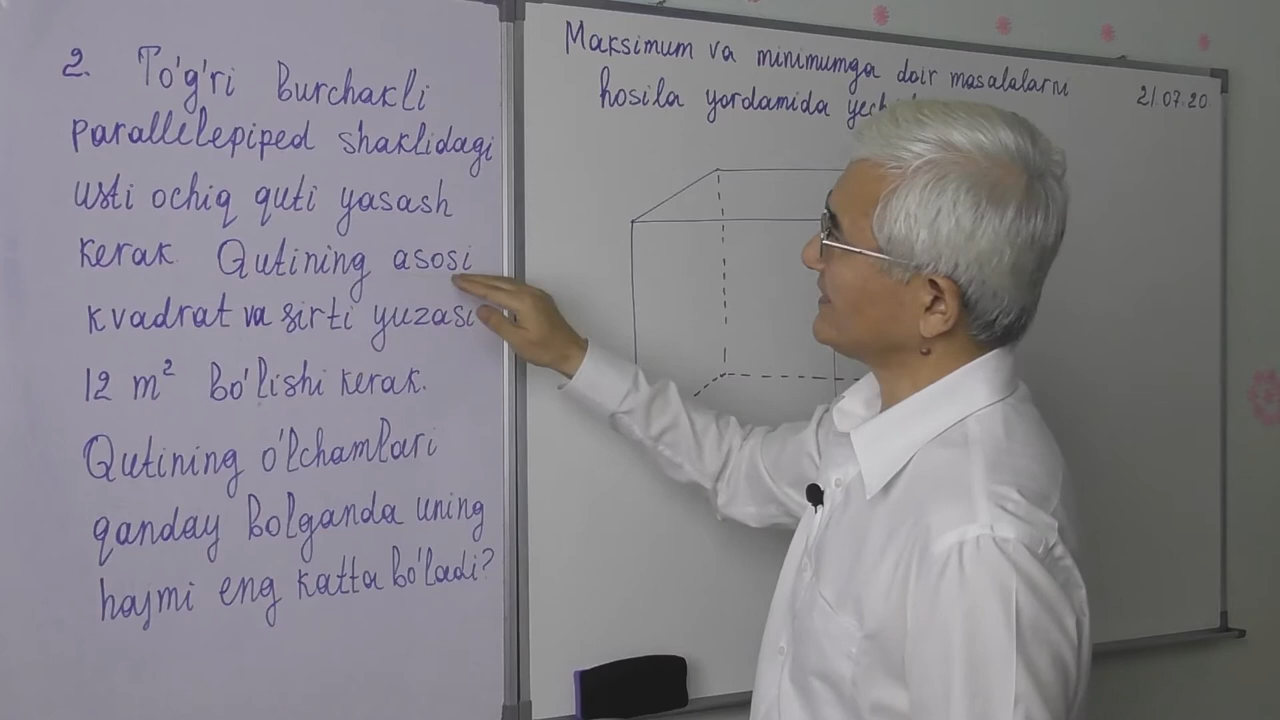 2. To'g'ri burchakli
parallelepiped shaklidagi
usti ochiq quti yasash
kerak. Qutining asosi
kvadrat va sirti yuzasi
12 m² bo'lishi kerak.
Qutining o'lchamlari
qanday bolganda uning
hajmi eng katta bo'ladi?
Maksimum va minimumga doir masalalarni
hosila yordamida
21.07.20